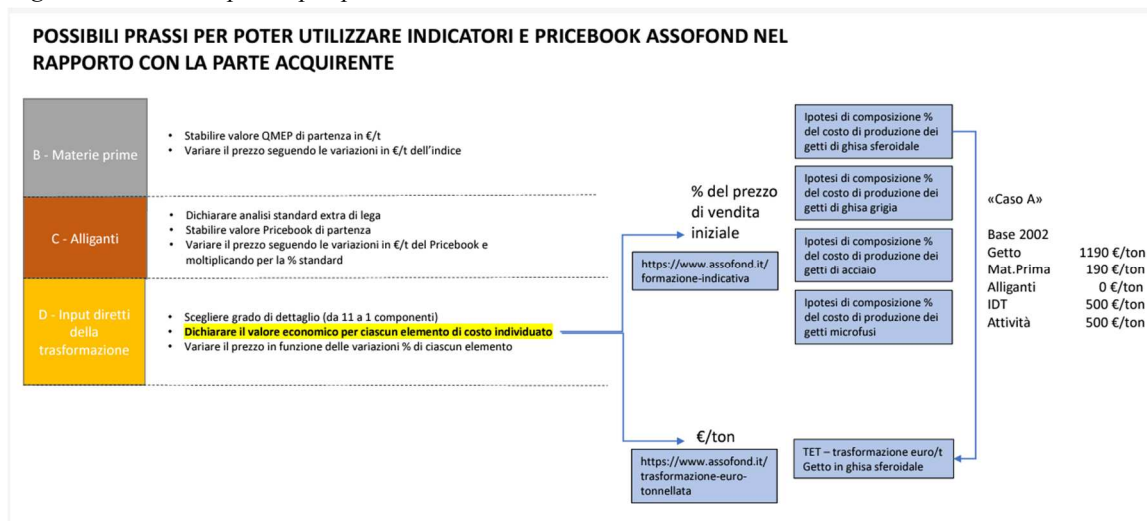 POSSIBILI PRASSI PER POTER UTILIZZARE INDICATORI E PRICEBOOK ASSOFOND NEL
RAPPORTO CON LA PARTE ACQUIRENTE
B - Materie prime
• Stabilire valore QMEP di partenza in €/t
• Variare il prezzo seguendo le variazioni in €/t dell'indice
C - Alliganti
• Dichiarare analisi standard extra di lega
• Stabilire valore Pricebook di partenza
• Variare il prezzo seguendo le variazioni in €/t del Pricebook e
moltiplicando per la % standard
D - Input diretti
della
trasformazione
• Scegliere grado di dettaglio (da 11 a 1 componenti)
• Dichiarare il valore economico per ciascun elemento di costo individuato
• Variare il prezzo in funzione delle variazioni % di ciascun elemento
% del prezzo
di vendita
iniziale
https://www.assofond.it/
formazione-indicativa
€/ton
https://www.assofond.it/
trasformazione-euro-
tonnellata
Ipotesi di composizione %
del costo di produzione dei
getti di ghisa sferoidale
Ipotesi di composizione %
del costo di produzione dei
getti di ghisa grigia
Ipotesi di composizione %
del costo di produzione dei
getti di acciaio
Ipotesi di composizione %
del costo di produzione dei
getti microfusi
TET – trasformazione euro/t
Getto in ghisa sferoidale
«Caso A»
Base 2002
Getto 1190 €/ton
Mat.Prima 190 €/ton
Alliganti 0 €/ton
IDT 500 €/ton
Attività 500 €/ton